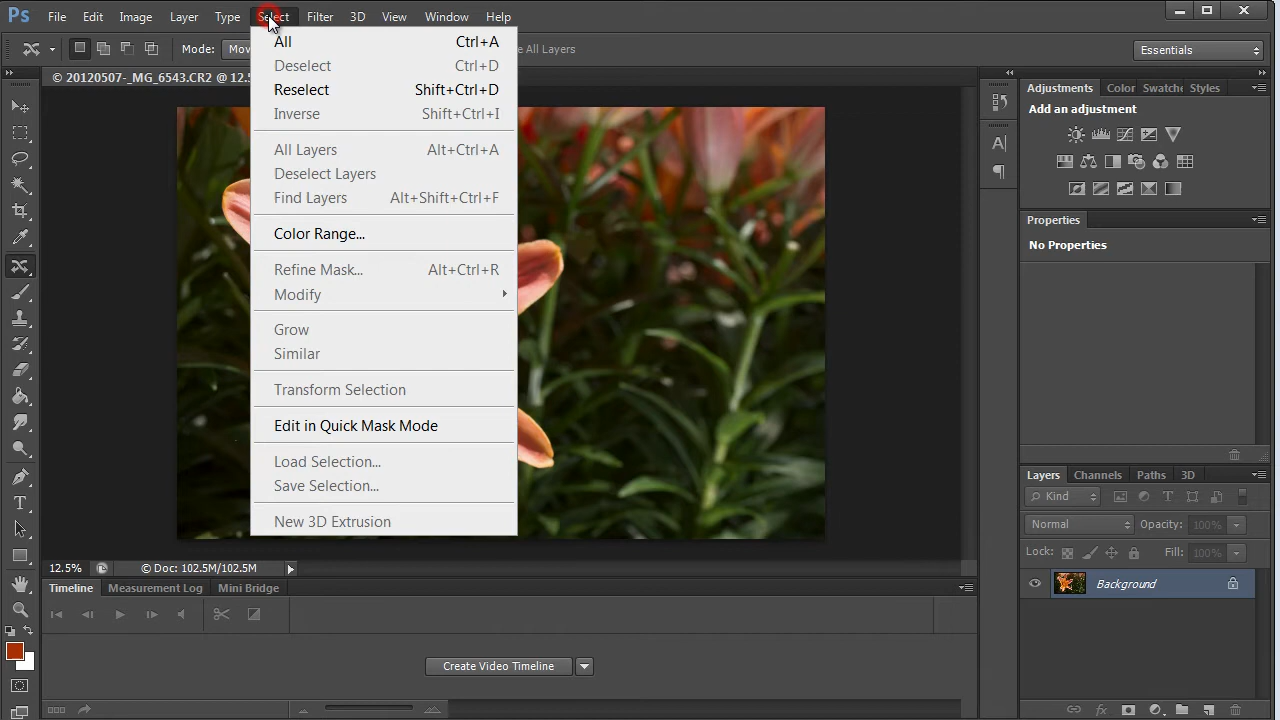 Ps File Edit Image Layer Type Select Filter 3D View Window Help
Mode: Mov e All Layers Essentials
© 20120507-_MG_6543.CR2 @ 12.5
All Ctrl+A
Deselect Ctrl+D
Reselect Shift+Ctrl+D
Inverse Shift+Ctrl+I
All Layers Alt+Ctrl+A
Deselect Layers
Find Layers Alt+Shift+Ctrl+F
Color Range...
Refine Mask... Alt+Ctrl+R
Modify
Grow
Similar
Transform Selection
Edit in Quick Mask Mode
Load Selection...
Save Selection...
New 3D Extrusion
Adjustments Color Swatche Styles
Add an adjustment
Properties
No Properties
Layers Channels Paths 3D
Kind
Normal Opacity: 100%
Lock: Fill: 100%
Background
12.5% © Doc: 102.5M/102.5M
Timeline Measurement Log Mini Bridge
Create Video Timeline